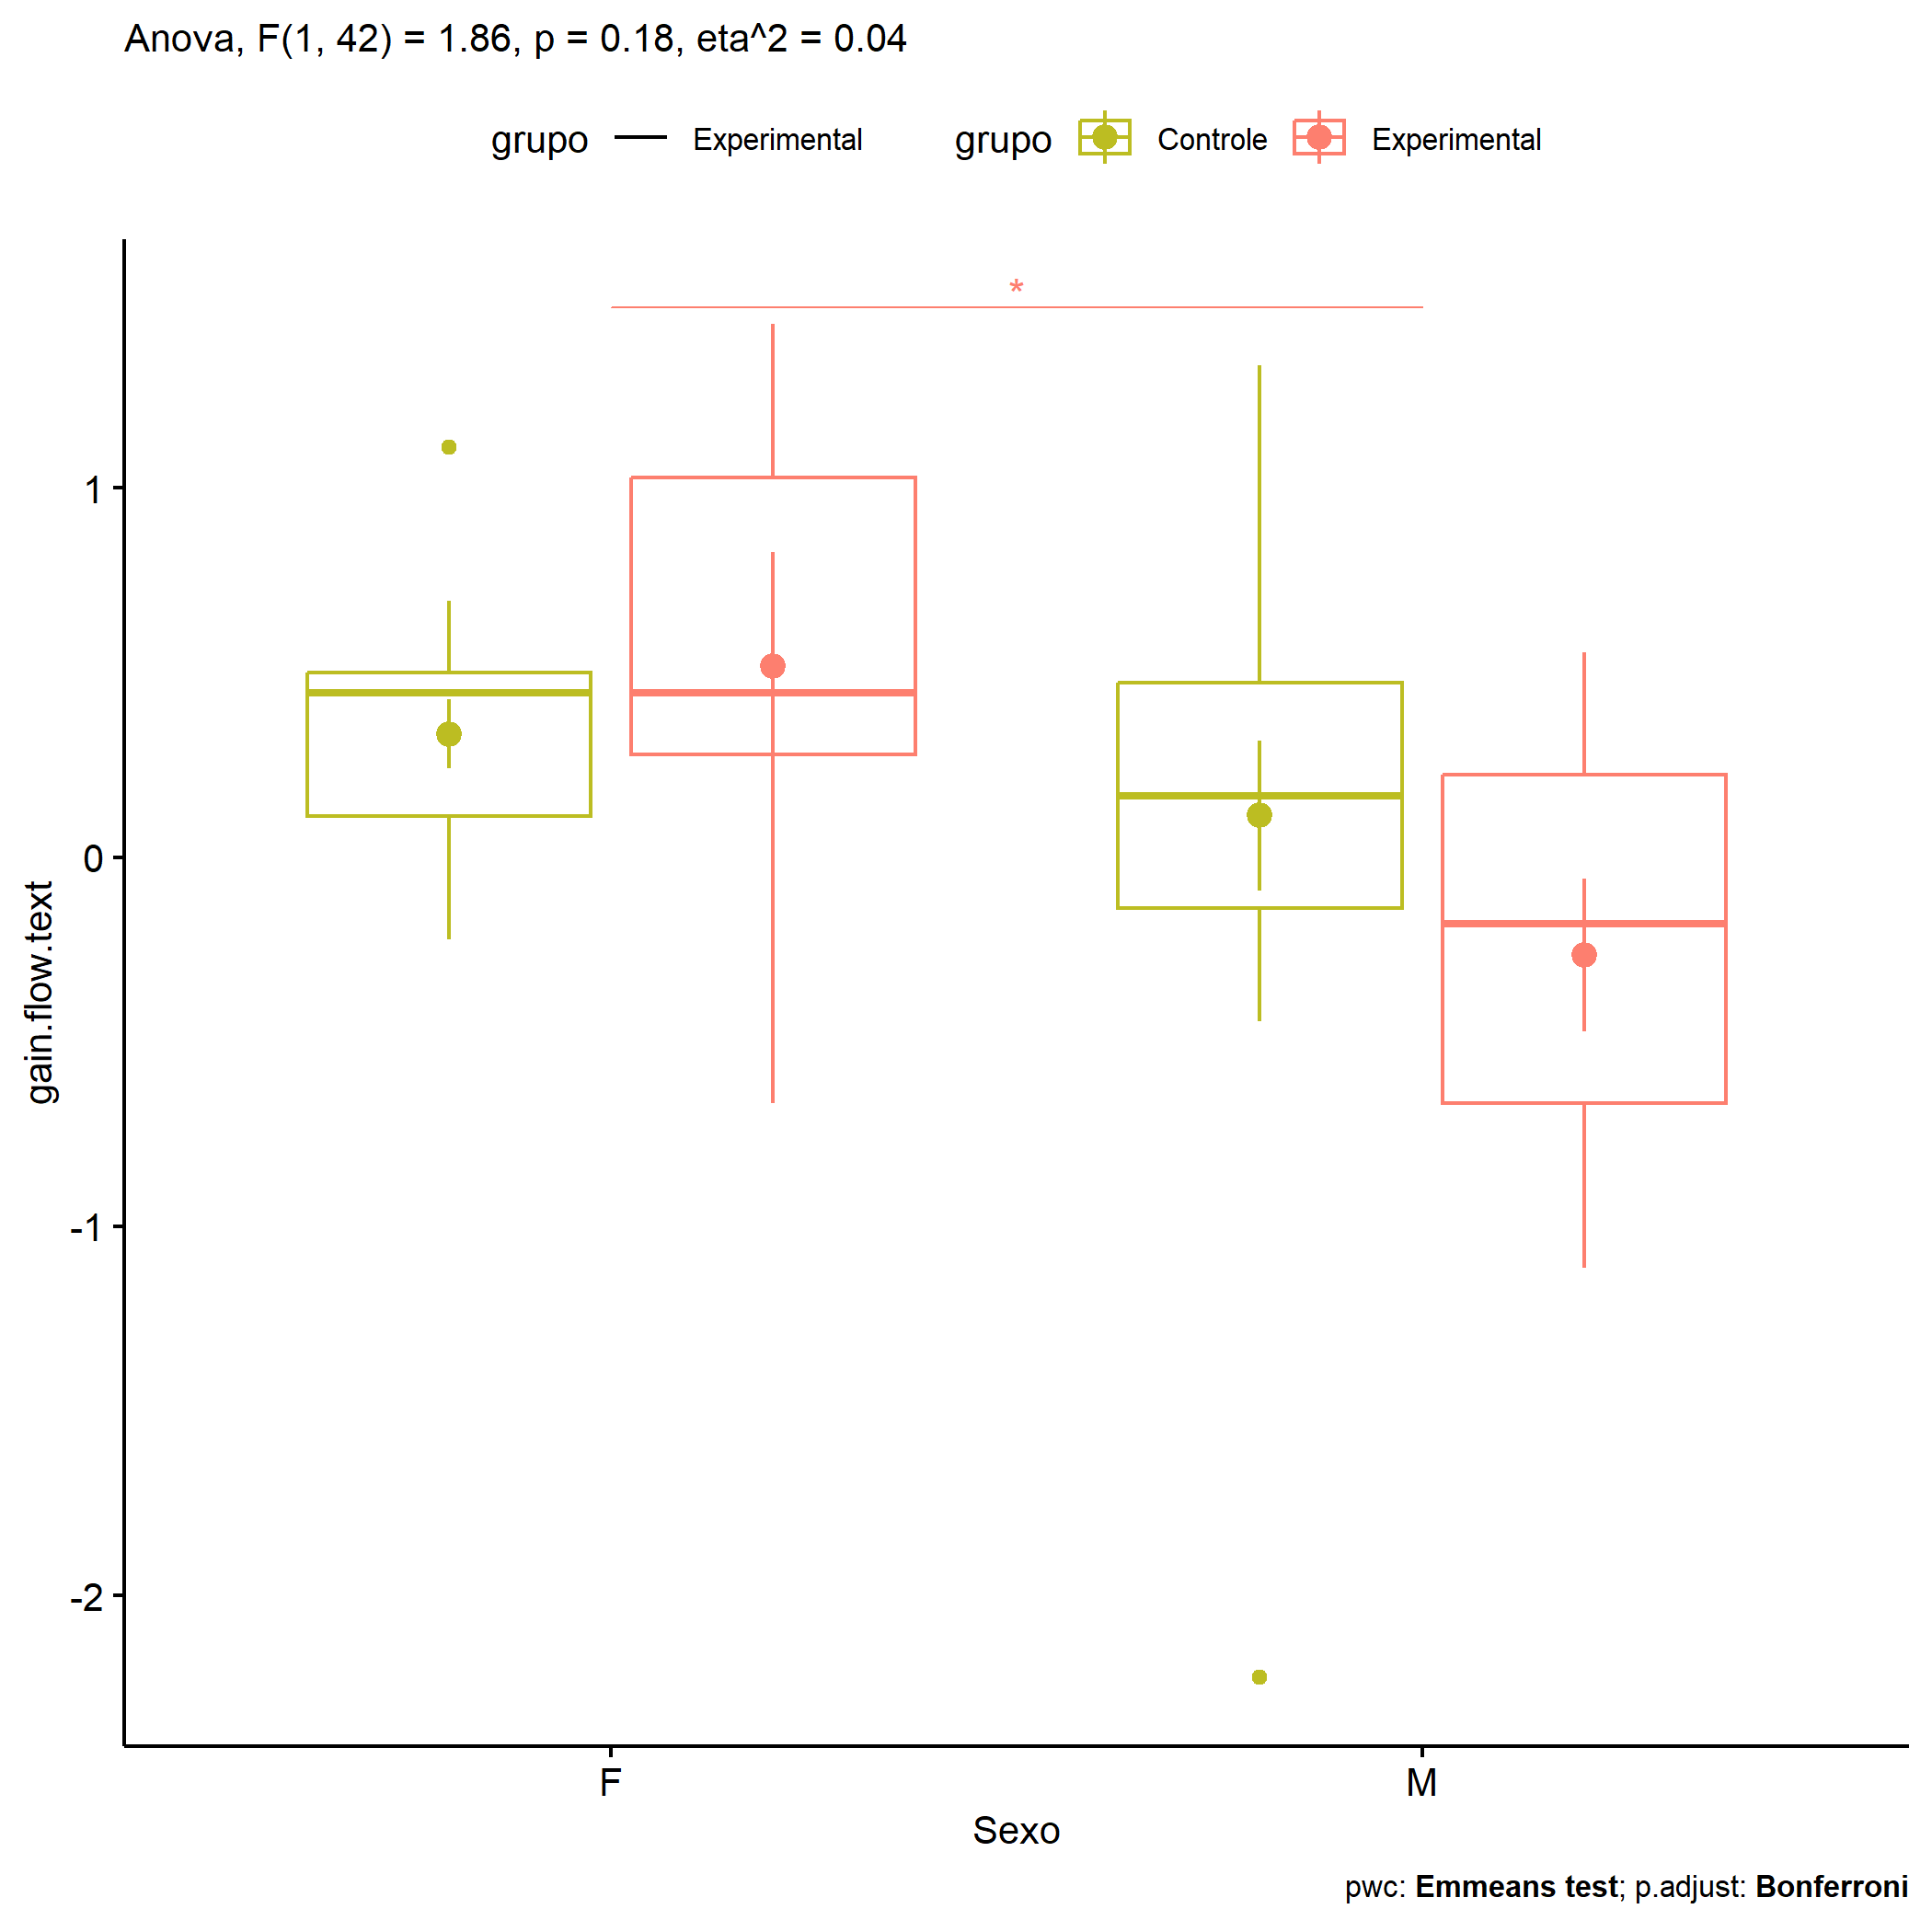 Anova, F(1, 42) = 1.86, p = 0.18, eta^2 = 0.04
grupo Experimental grupo Controle Experimental
*
gain.flow.text
1
0
-1
-2
F M
Sexo
pwc: Emmeans test; p.adjust: Bonferroni